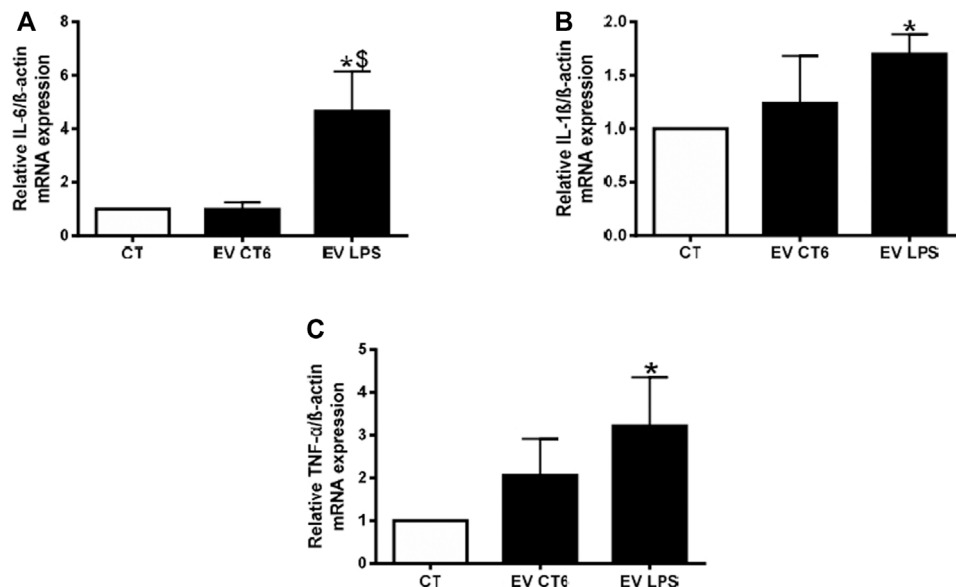 A
Relative IL-6/ß-actin
mRNA expression
8
6
4
2
0
*$
CT
EV CT6
EV LPS
B
Relative IL-1ß/ß-actin
mRNA expression
2.0
1.5
1.0
0.5
0.0
*
CT
EV CT6
EV LPS
C
Relative TNF-α/ß-actin
mRNA expression
5
4
3
2
1
0
*
CT
EV CT6
EV LPS